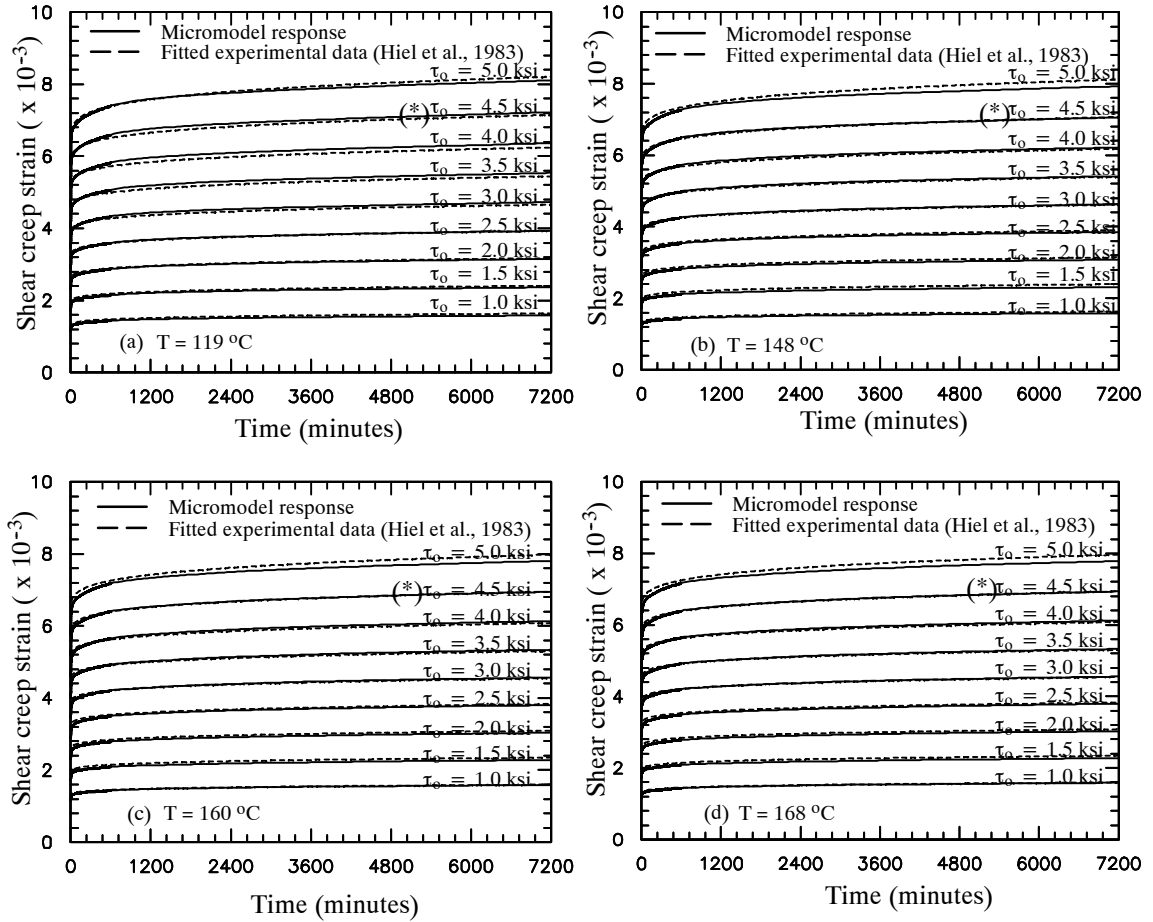 Shear creep strain ( x 10⁻³)
10
8
6
4
2
0
Micromodel response
Fitted experimental data (Hiel et al., 1983)
τₒ = 5.0 ksi
(*) τₒ = 4.5 ksi
τₒ = 4.0 ksi
τₒ = 3.5 ksi
τₒ = 3.0 ksi
τₒ = 2.5 ksi
τₒ = 2.0 ksi
τₒ = 1.5 ksi
τₒ = 1.0 ksi
(a) T = 119 ºC
0 1200 2400 3600 4800 6000 7200
Time (minutes)
Shear creep strain ( x 10⁻³)
10
8
6
4
2
0
Micromodel response
Fitted experimental data (Hiel et al., 1983)
τₒ = 5.0 ksi
(*) τₒ = 4.5 ksi
τₒ = 4.0 ksi
τₒ = 3.5 ksi
τₒ = 3.0 ksi
τₒ = 2.5 ksi
τₒ = 2.0 ksi
τₒ = 1.5 ksi
τₒ = 1.0 ksi
(b) T = 148 ºC
0 1200 2400 3600 4800 6000 7200
Time (minutes)
Shear creep strain ( x 10⁻³)
10
8
6
4
2
0
Micromodel response
Fitted experimental data (Hiel et al., 1983)
τₒ = 5.0 ksi
(*) τₒ = 4.5 ksi
τₒ = 4.0 ksi
τₒ = 3.5 ksi
τₒ = 3.0 ksi
τₒ = 2.5 ksi
τₒ = 2.0 ksi
τₒ = 1.5 ksi
τₒ = 1.0 ksi
(c) T = 160 ºC
0 1200 2400 3600 4800 6000 7200
Time (minutes)
Shear creep strain ( x 10⁻³)
10
8
6
4
2
0
Micromodel response
Fitted experimental data (Hiel et al., 1983)
τₒ = 5.0 ksi
(*) τₒ = 4.5 ksi
τₒ = 4.0 ksi
τₒ = 3.5 ksi
τₒ = 3.0 ksi
τₒ = 2.5 ksi
τₒ = 2.0 ksi
τₒ = 1.5 ksi
τₒ = 1.0 ksi
(d) T = 168 ºC
0 1200 2400 3600 4800 6000 7200
Time (minutes)